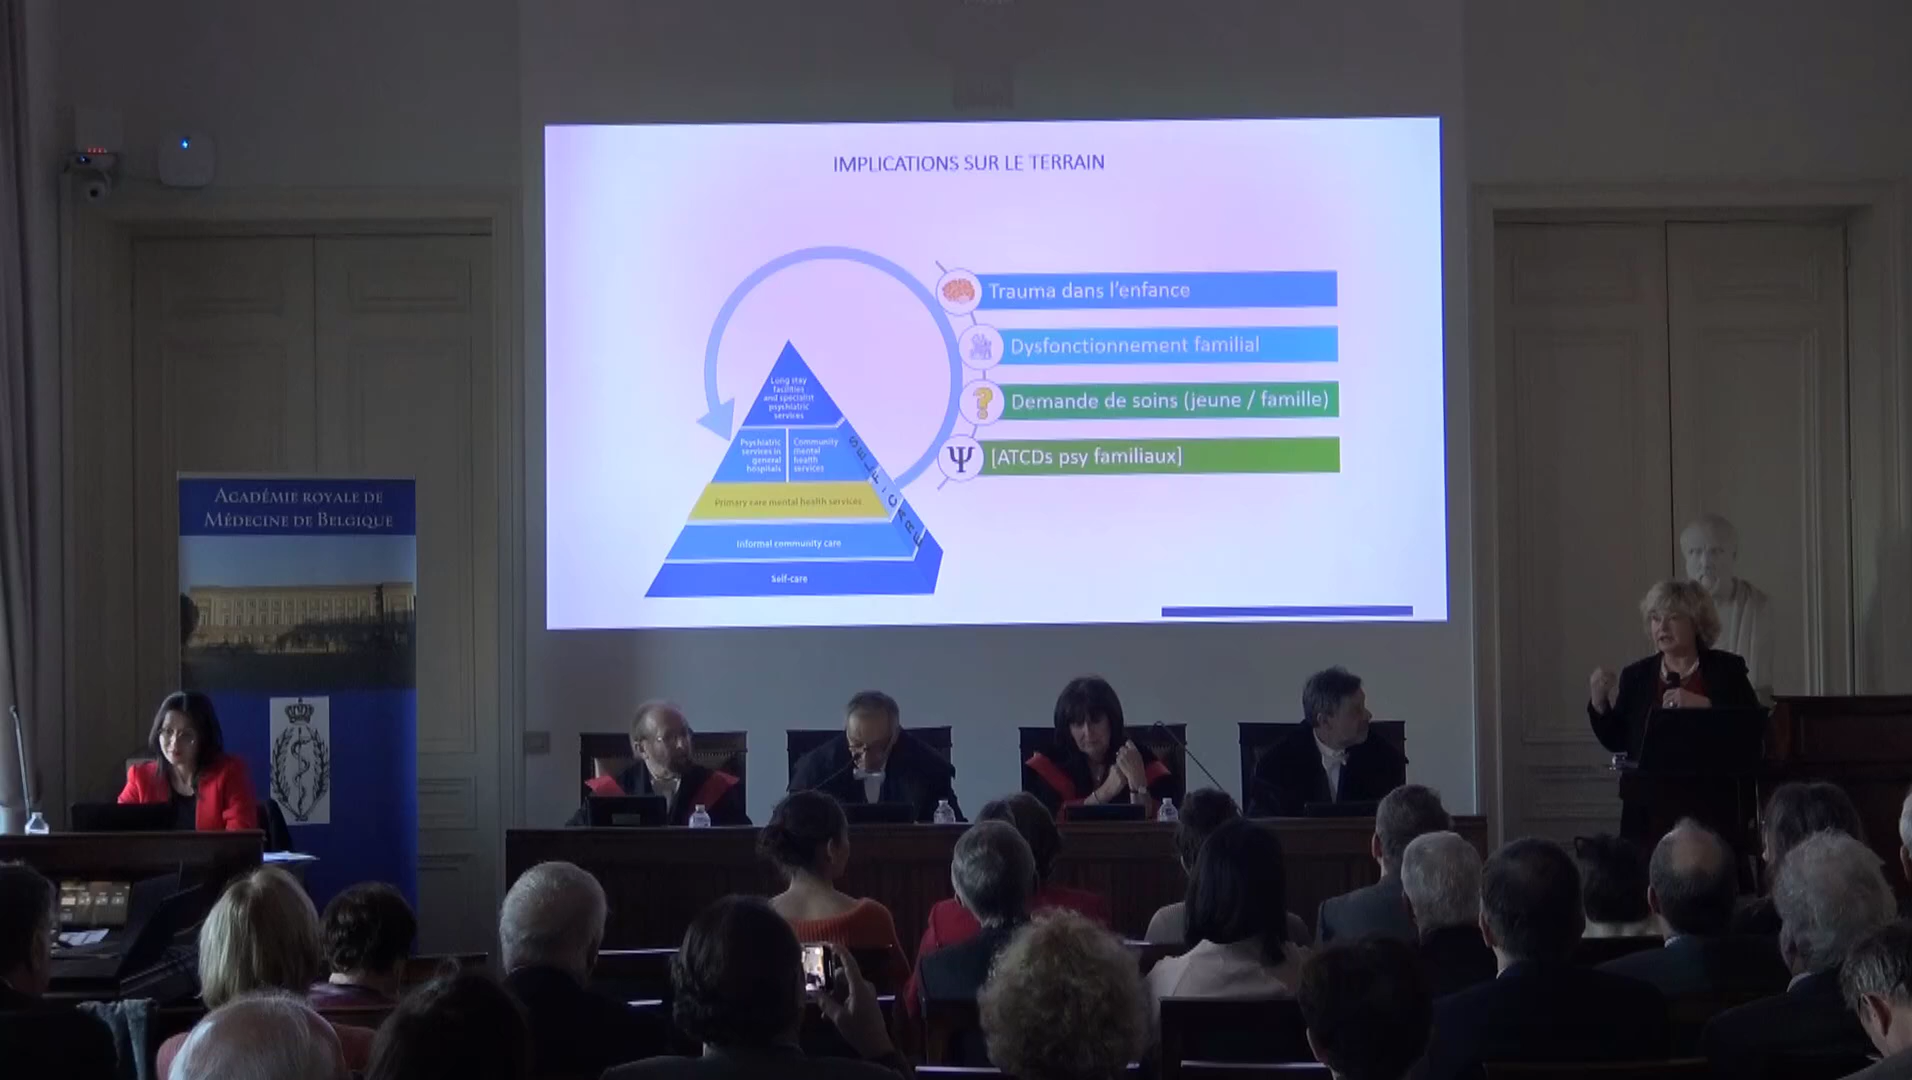 IMPLICATIONS SUR LE TERRAIN
Trauma dans l'enfance
Dysfonctionnement familial
Demande de soins (jeune / famille)
Ψ
[ATCDs psy familiaux]
Long stay
facilities
and specialist
psychiatric
services
Psychiatric
services in
general
hospitals
Community
mental
health
services
Primary care mental health services
Informal community care
Self-care
SELF-CARE
ACADÉMIE ROYALE DE
MÉDECINE DE BELGIQUE